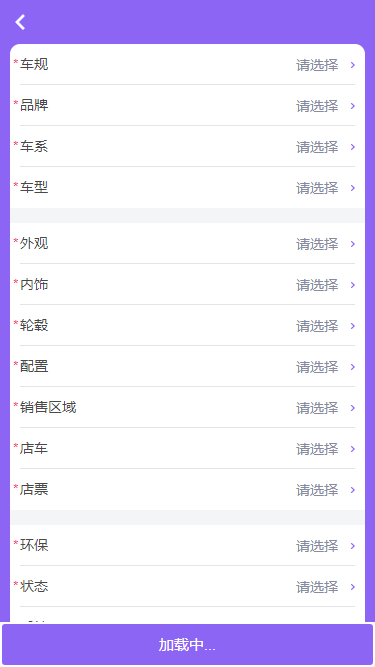 *车规 请选择
*品牌 请选择
*车系 请选择
*车型 请选择
*外观 请选择
*内饰 请选择
*轮毂 请选择
*配置 请选择
*销售区域 请选择
*店车 请选择
*店票 请选择
*环保 请选择
*状态 请选择
加载中...